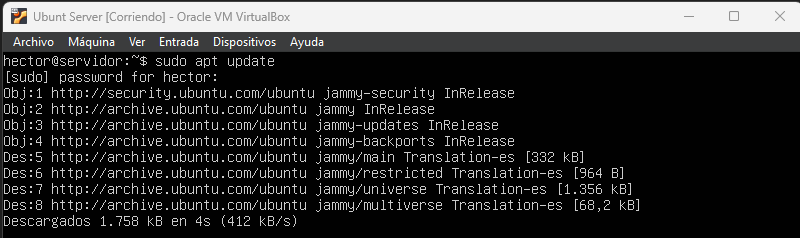 Ubunt Server [Corriendo] - Oracle VM VirtualBox
Archivo Máquina Ver Entrada Dispositivos Ayuda
hector@servidor:~$ sudo apt update
[sudo] password for hector:
Obj:1 http://security.ubuntu.com/ubuntu jammy-security InRelease
Obj:2 http://archive.ubuntu.com/ubuntu jammy InRelease
Obj:3 http://archive.ubuntu.com/ubuntu jammy-updates InRelease
Obj:4 http://archive.ubuntu.com/ubuntu jammy-backports InRelease
Des:5 http://archive.ubuntu.com/ubuntu jammy/main Translation-es [332 kB]
Des:6 http://archive.ubuntu.com/ubuntu jammy/restricted Translation-es [964 B]
Des:7 http://archive.ubuntu.com/ubuntu jammy/universe Translation-es [1.356 kB]
Des:8 http://archive.ubuntu.com/ubuntu jammy/multiverse Translation-es [68,2 kB]
Descargados 1.758 kB en 4s (412 kB/s)